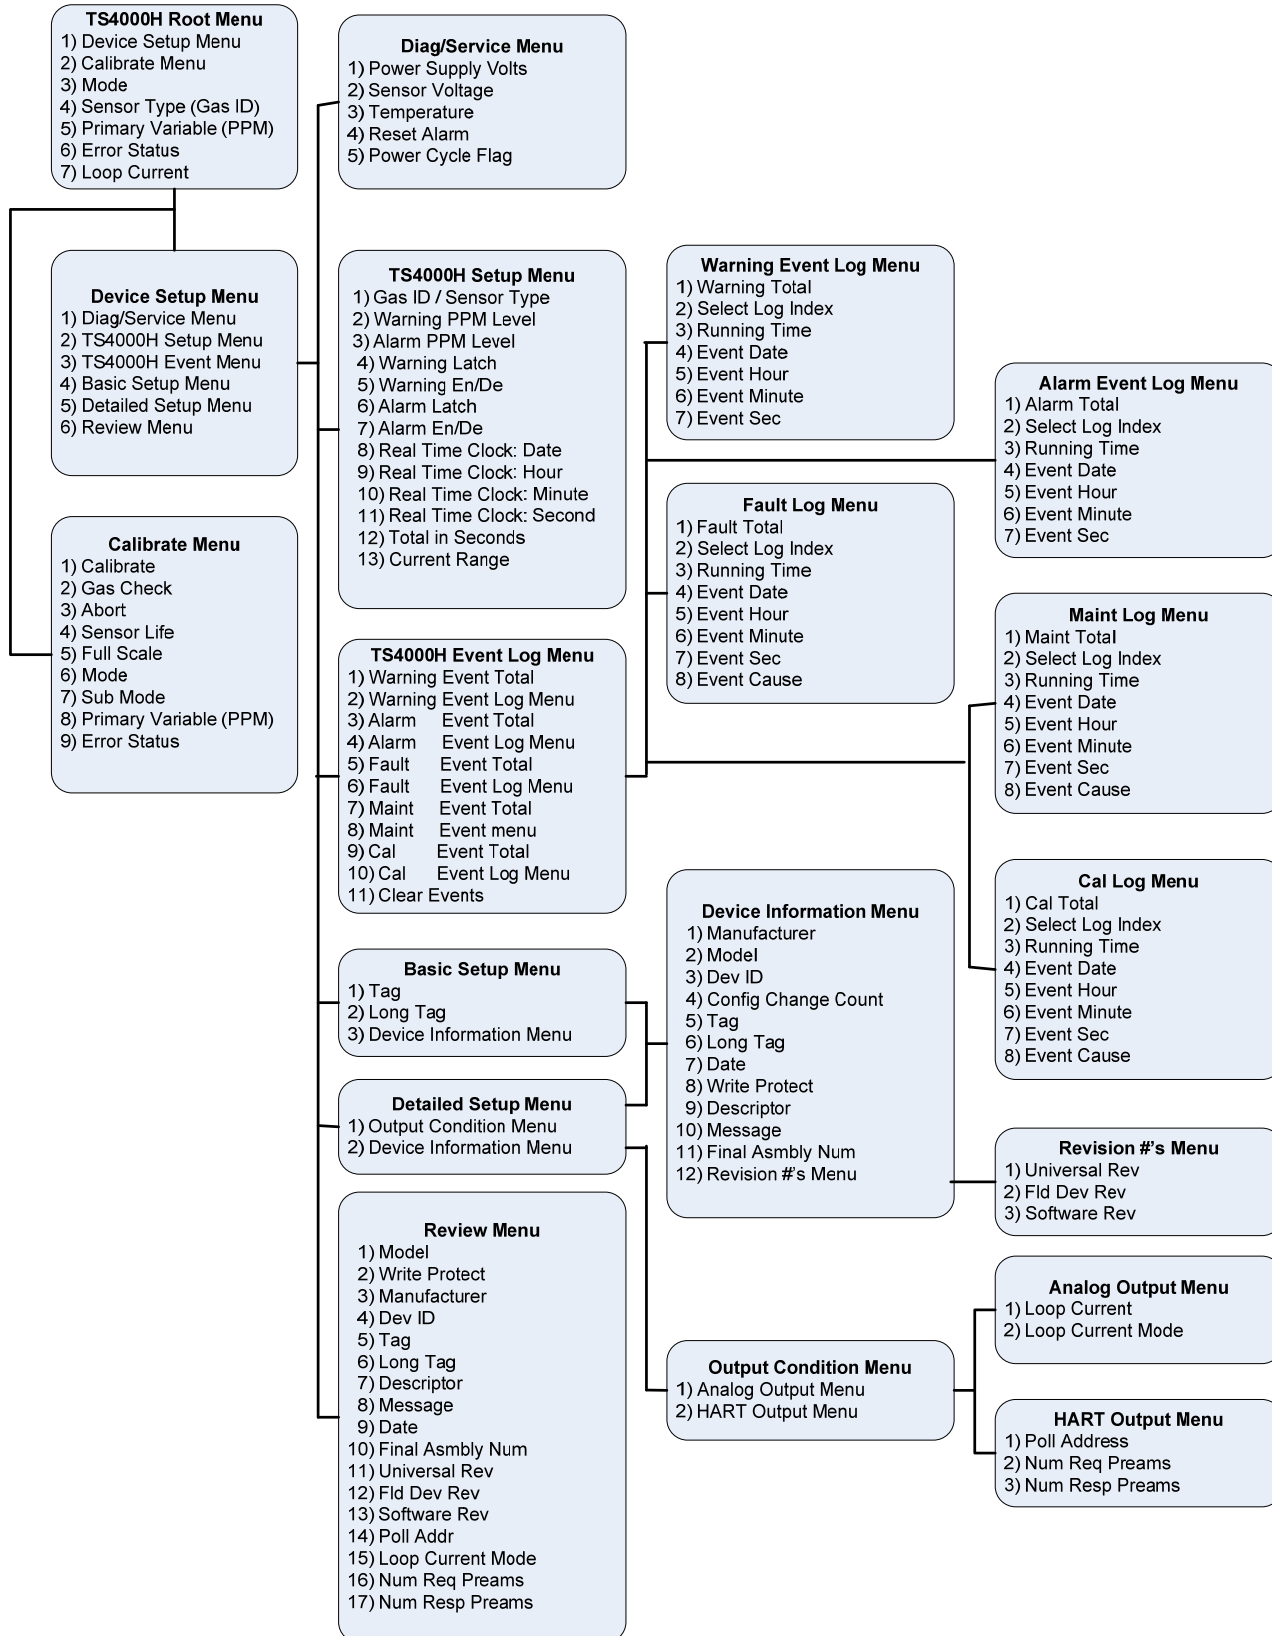 TS4000H Root Menu
1) Device Setup Menu
2) Calibrate Menu
3) Mode
4) Sensor Type (Gas ID)
5) Primary Variable (PPM)
6) Error Status
7) Loop Current
Device Setup Menu
1) Diag/Service Menu
2) TS4000H Setup Menu
3) TS4000H Event Menu
4) Basic Setup Menu
5) Detailed Setup Menu
6) Review Menu
Calibrate Menu
1) Calibrate
2) Gas Check
3) Abort
4) Sensor Life
5) Full Scale
6) Mode
7) Sub Mode
8) Primary Variable (PPM)
9) Error Status
Diag/Service Menu
1) Power Supply Volts
2) Sensor Voltage
3) Temperature
4) Reset Alarm
5) Power Cycle Flag
TS4000H Setup Menu
1) Gas ID / Sensor Type
2) Warning PPM Level
3) Alarm PPM Level
4) Warning Latch
5) Warning En/De
6) Alarm Latch
7) Alarm En/De
8) Real Time Clock: Date
9) Real Time Clock: Hour
10) Real Time Clock: Minute
11) Real Time Clock: Second
12) Total in Seconds
13) Current Range
TS4000H Event Log Menu
1) Warning Event Total
2) Warning Event Log Menu
3) Alarm Event Total
4) Alarm Event Log Menu
5) Fault Event Total
6) Fault Event Log Menu
7) Maint Event Total
8) Maint Event menu
9) Cal Event Total
10) Cal Event Log Menu
11) Clear Events
Basic Setup Menu
1) Tag
2) Long Tag
3) Device Information Menu
Detailed Setup Menu
1) Output Condition Menu
2) Device Information Menu
Review Menu
1) Model
2) Write Protect
3) Manufacturer
4) Dev ID
5) Tag
6) Long Tag
7) Descriptor
8) Message
9) Date
10) Final Asmbly Num
11) Universal Rev
12) Fld Dev Rev
13) Software Rev
14) Poll Addr
15) Loop Current Mode
16) Num Req Preams
17) Num Resp Preams
Warning Event Log Menu
1) Warning Total
2) Select Log Index
3) Running Time
4) Event Date
5) Event Hour
6) Event Minute
7) Event Sec
Fault Log Menu
1) Fault Total
2) Select Log Index
3) Running Time
4) Event Date
5) Event Hour
6) Event Minute
7) Event Sec
8) Event Cause
Device Information Menu
1) Manufacturer
2) Model
3) Dev ID
4) Config Change Count
5) Tag
6) Long Tag
7) Date
8) Write Protect
9) Descriptor
10) Message
11) Final Asmbly Num
12) Revision #'s Menu
Output Condition Menu
1) Analog Output Menu
2) HART Output Menu
Alarm Event Log Menu
1) Alarm Total
2) Select Log Index
3) Running Time
4) Event Date
5) Event Hour
6) Event Minute
7) Event Sec
Maint Log Menu
1) Maint Total
2) Select Log Index
3) Running Time
4) Event Date
5) Event Hour
6) Event Minute
7) Event Sec
8) Event Cause
Cal Log Menu
1) Cal Total
2) Select Log Index
3) Running Time
4) Event Date
5) Event Hour
6) Event Minute
7) Event Sec
8) Event Cause
Revision #'s Menu
1) Universal Rev
2) Fld Dev Rev
3) Software Rev
Analog Output Menu
1) Loop Current
2) Loop Current Mode
HART Output Menu
1) Poll Address
2) Num Req Preams
3) Num Resp Preams